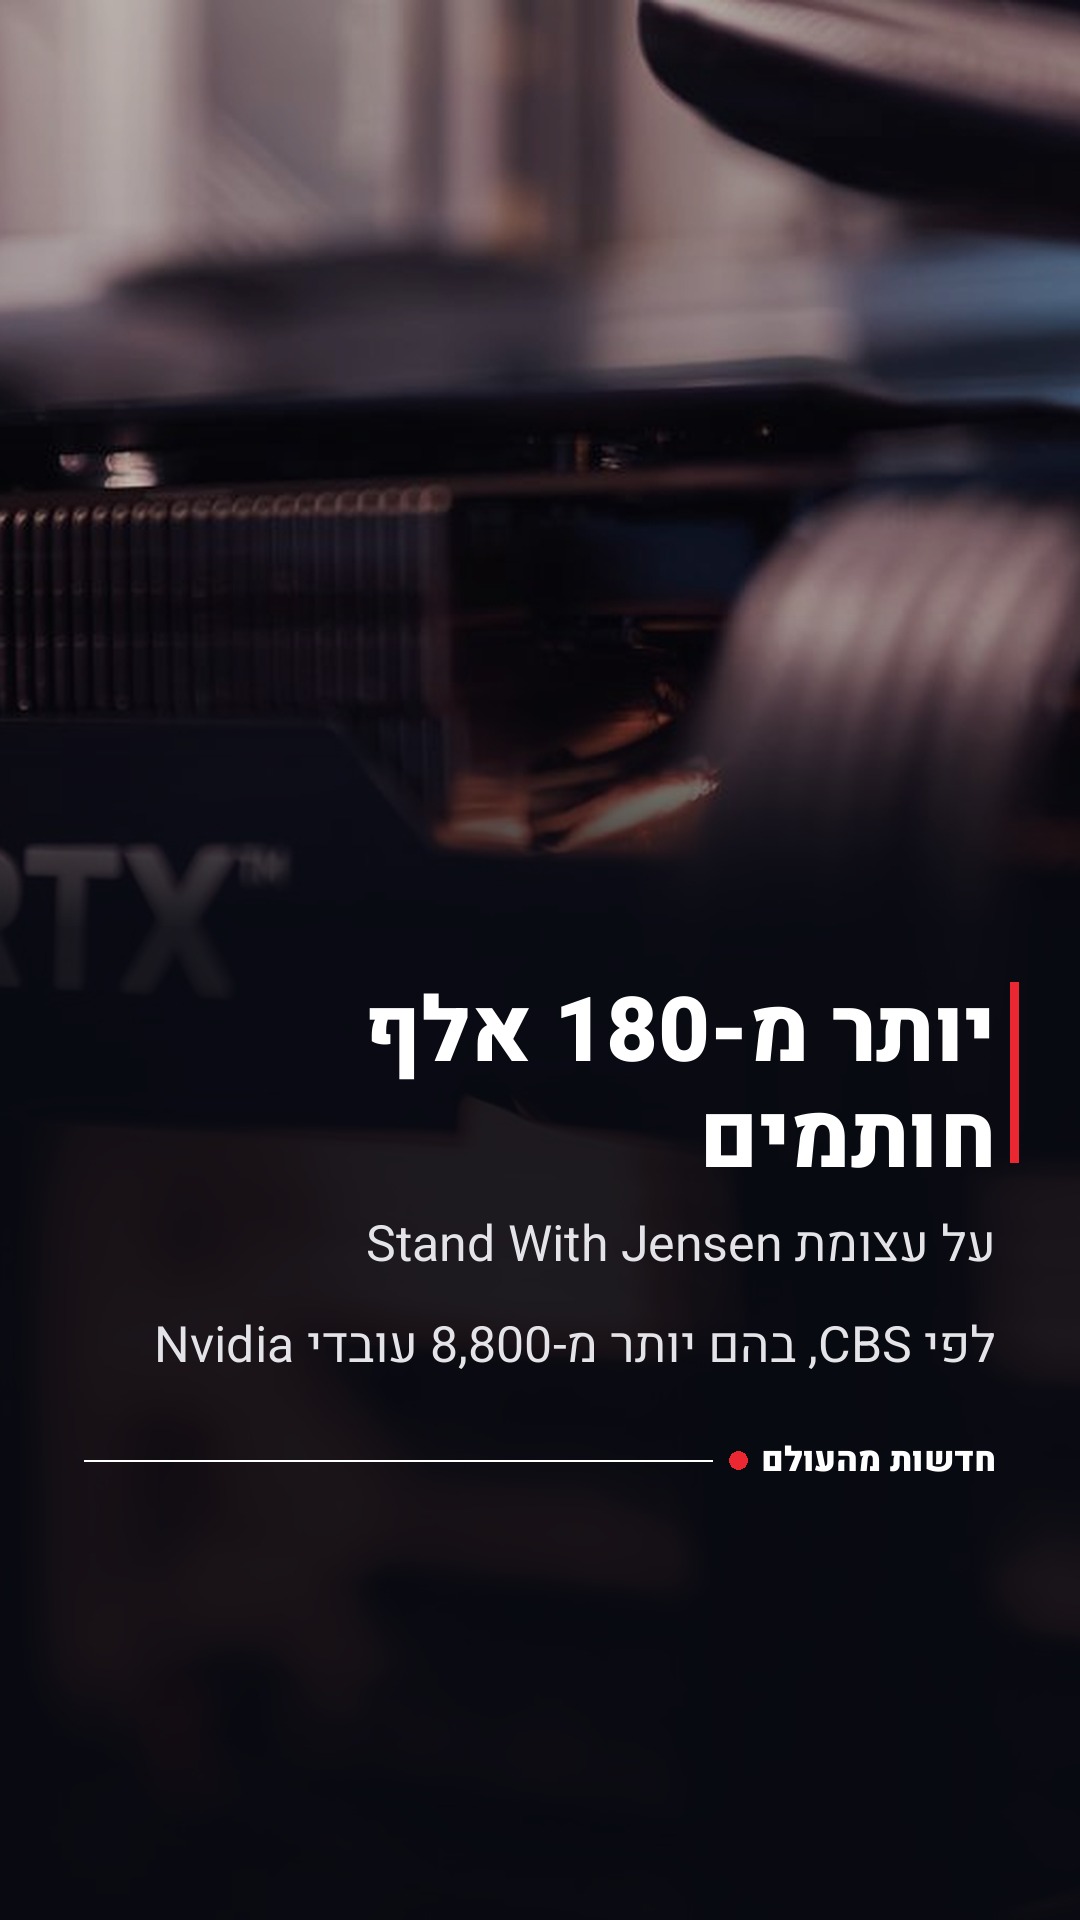 RTX™
יותר מ-180 אלף
חותמים
על עצומת Stand With Jensen
לפי CBS, בהם יותר מ-8,800 עובדי Nvidia
חדשות מהעולם